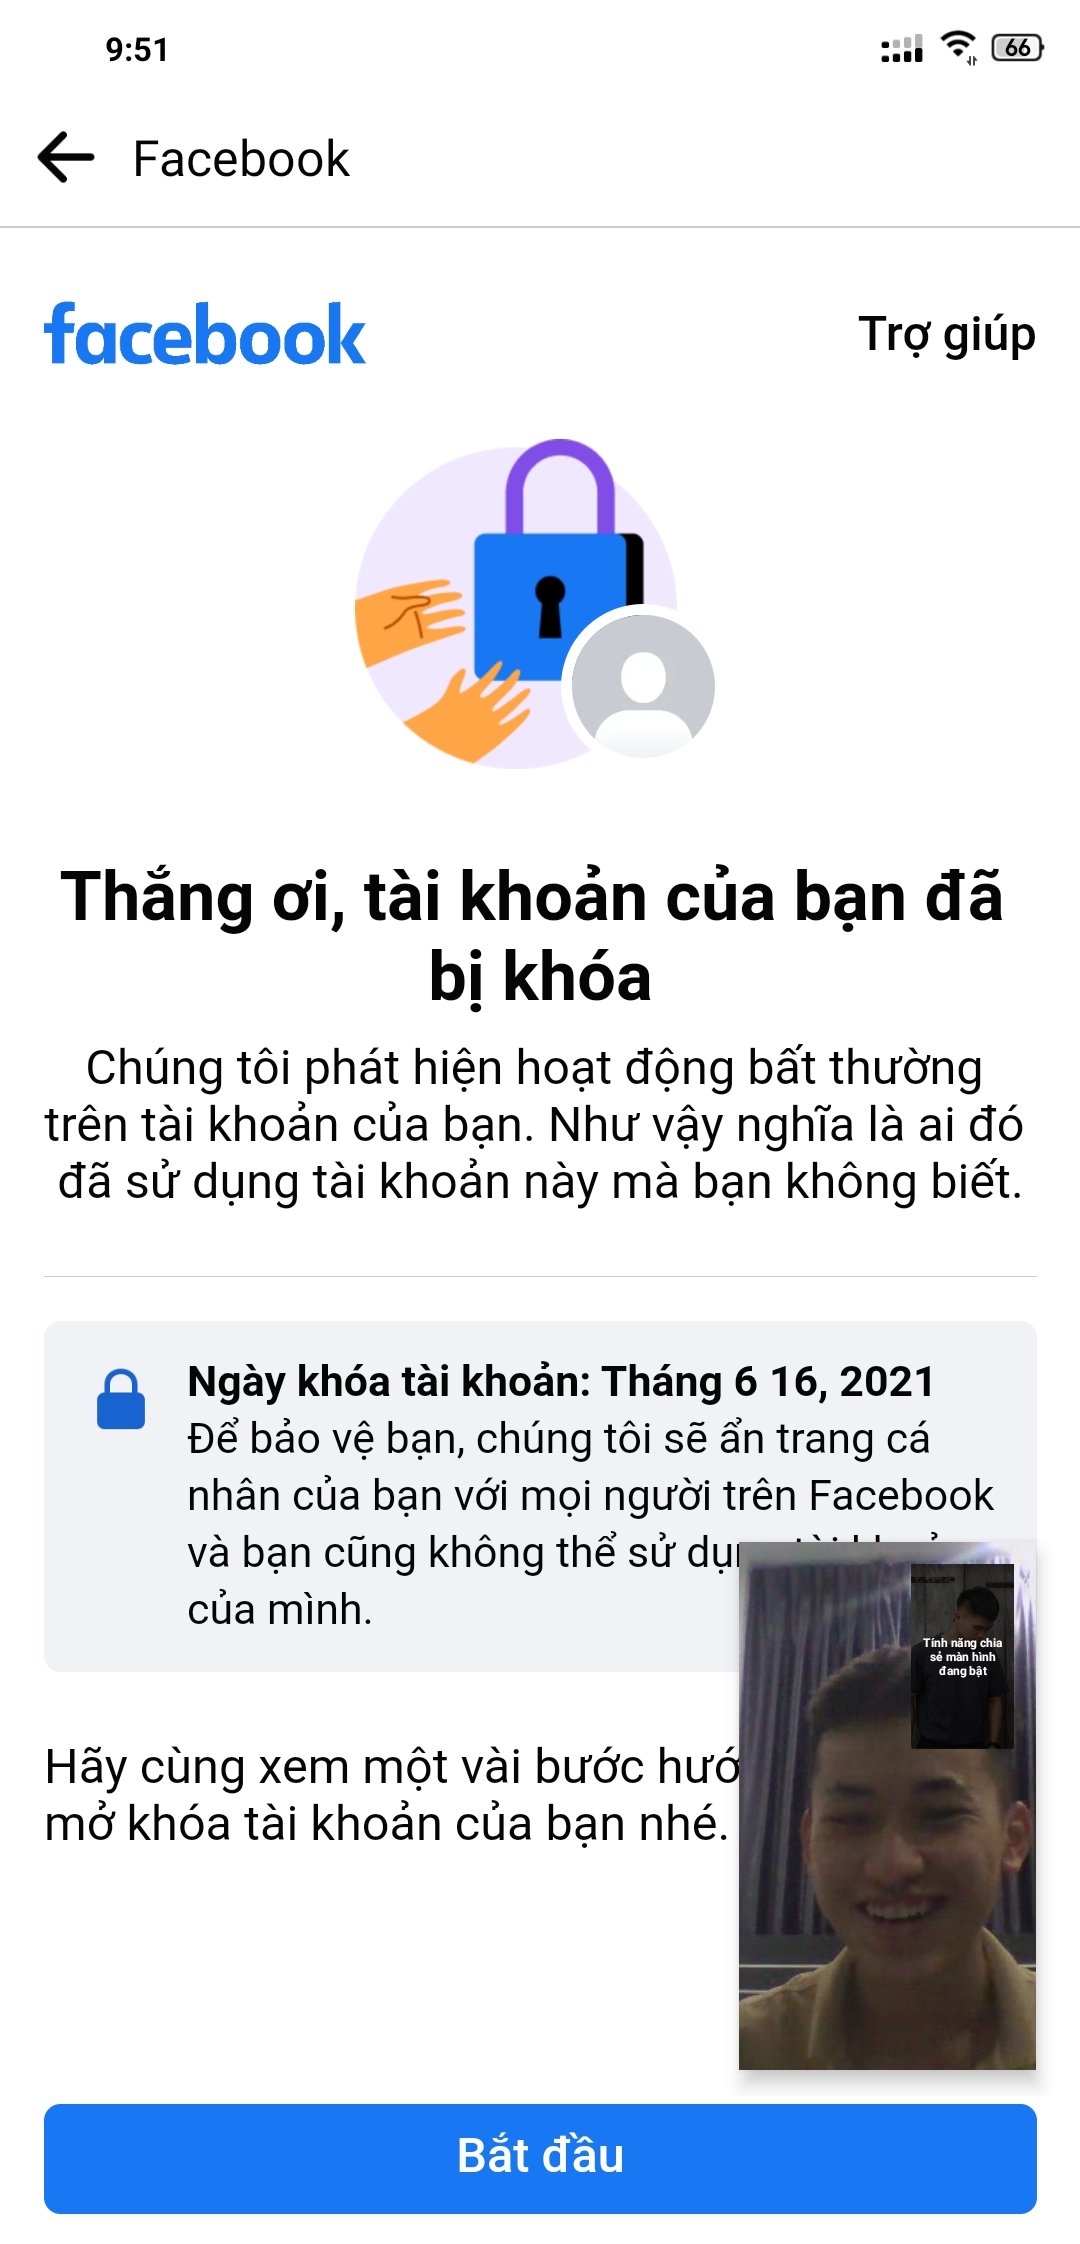 9:51
66
Facebook
facebook
Trợ giúp
Thắng ơi, tài khoản của bạn đã
bị khóa
Chúng tôi phát hiện hoạt động bất thường
trên tài khoản của bạn. Như vậy nghĩa là ai đó
đã sử dụng tài khoản này mà bạn không biết.
Ngày khóa tài khoản: Tháng 6 16, 2021
Để bảo vệ bạn, chúng tôi sẽ ẩn trang cá
nhân của bạn với mọi người trên Facebook
và bạn cũng không thể sử
của mình.
Tính năng chia
sẻ màn hình
đang bật
Hãy cùng xem một vài bước
mở khóa tài khoản của bạn nhé.
Bắt đầu